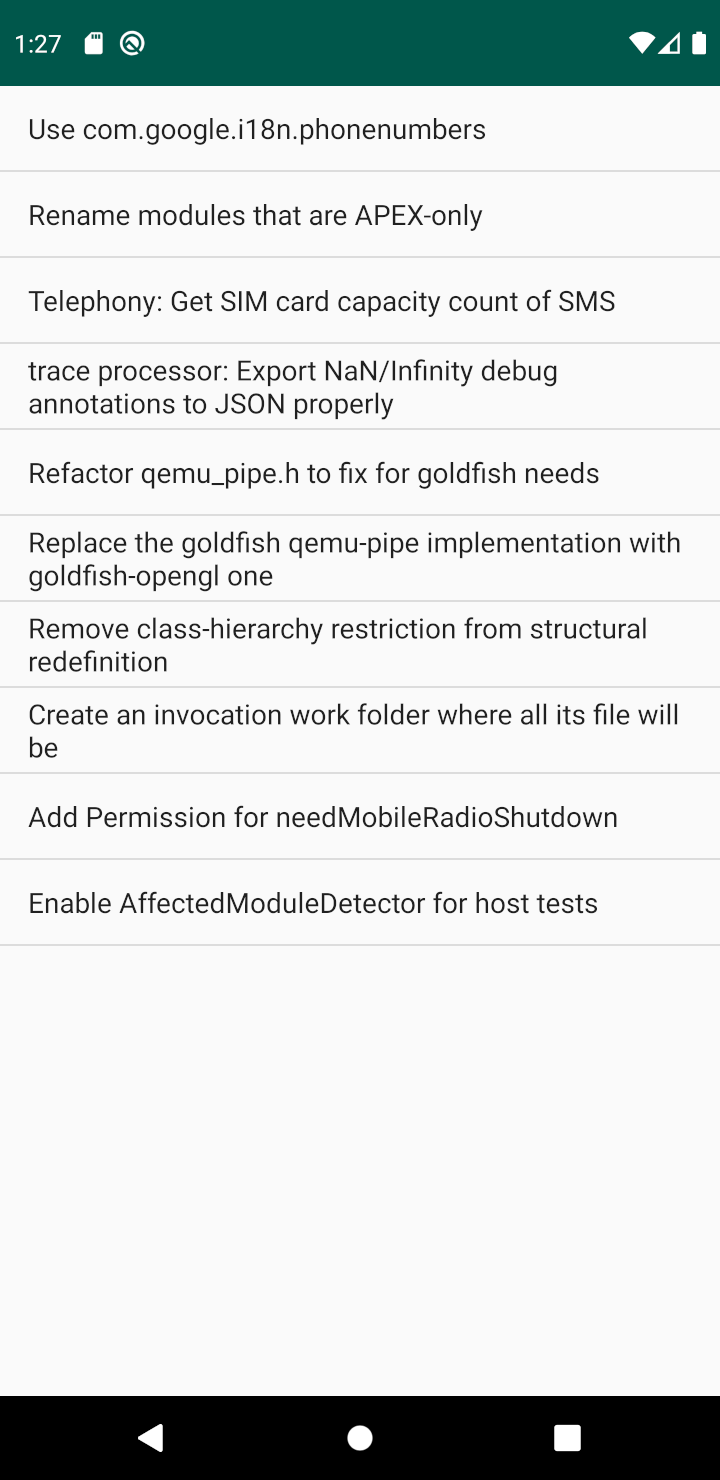 1:27
Use com.google.i18n.phonenumbers
Rename modules that are APEX-only
Telephony: Get SIM card capacity count of SMS
trace processor: Export NaN/Infinity debug
annotations to JSON properly
Refactor qemu_pipe.h to fix for goldfish needs
Replace the goldfish qemu-pipe implementation with
goldfish-opengl one
Remove class-hierarchy restriction from structural
redefinition
Create an invocation work folder where all its file will
be
Add Permission for needMobileRadioShutdown
Enable AffectedModuleDetector for host tests